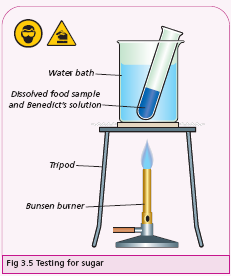 Water bath
Dissolved food sample
and Benedict's solution
Tripod
Bunsen burner
Fig 3.5 Testing for sugar